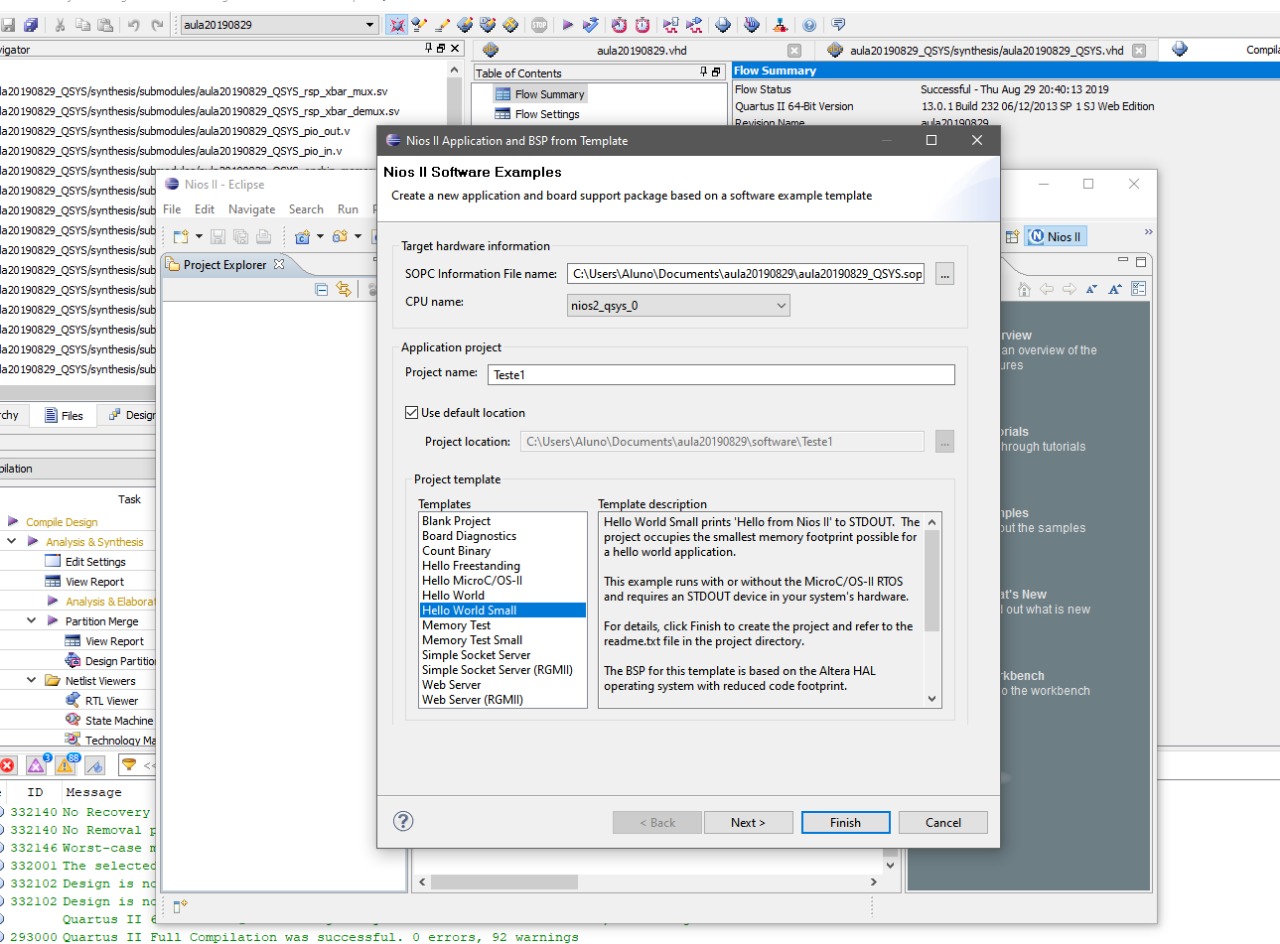 aula20190829
vigator
aula20190829.vhd
aula20190829_QSYS/synthesis/aula20190829_QSYS.vhd
Compila
la20190829_QSYS/synthesis/submodules/aula20190829_QSYS_rsp_xbar_mux.sv
la20190829_QSYS/synthesis/submodules/aula20190829_QSYS_rsp_xbar_demux.sv
la20190829_QSYS/synthesis/submodules/aula20190829_QSYS_pio_out.v
la20190829_QSYS/synthesis/submodules/aula20190829_QSYS_pio_in.v
la20190829_QSYS/synthesis/sub
la20190829_QSYS/synthesis/sub
la20190829_QSYS/synthesis/sub
la20190829_QSYS/synthesis/sub
la20190829_QSYS/synthesis/sub
la20190829_QSYS/synthesis/sub
la20190829_QSYS/synthesis/sub
la20190829_QSYS/synthesis/sub
la20190829_QSYS/synthesis/sub
la20190829_QSYS/synthesis/sub
Table of Contents
Flow Summary
Flow Settings
Flow Summary
Flow Status Successful - Thu Aug 29 20:40:13 2019
Quartus II 64-Bit Version 13.0.1 Build 232 06/12/2013 SP 1 SJ Web Edition
Revision Name aula20190829
rchy Files Design
pilation
Task
Compile Design
Analysis & Synthesis
Edit Settings
View Report
Analysis & Elaborat
Partition Merge
View Report
Design Partitio
Netlist Viewers
RTL Viewer
State Machine
Technology Ma
3
88
<<
ID Message
332140 No Recovery
332140 No Removal p
332146 Worst-case m
332001 The selected
332102 Design is no
332102 Design is no
Quartus II 6
293000 Quartus II Full Compilation was successful. 0 errors, 92 warnings
Nios II - Eclipse
File Edit Navigate Search Run
Nios II
Project Explorer
rview
an overview of the
ures
orials
hrough tutorials
ples
out the samples
at's New
out what is new
kbench
o the workbench
Nios II Application and BSP from Template
Nios II Software Examples
Create a new application and board support package based on a software example template
Target hardware information
SOPC Information File name: C:\Users\Aluno\Documents\aula20190829\aula20190829_QSYS.sop ...
CPU name: nios2_qsys_0
Application project
Project name: Teste1
Use default location
Project location: C:\Users\Aluno\Documents\aula20190829\software\Teste1 ...
Project template
Templates
Blank Project
Board Diagnostics
Count Binary
Hello Freestanding
Hello MicroC/OS-II
Hello World
Hello World Small
Memory Test
Memory Test Small
Simple Socket Server
Simple Socket Server (RGMII)
Web Server
Web Server (RGMII)
Template description
Hello World Small prints 'Hello from Nios II' to STDOUT. The
project occupies the smallest memory footprint possible for
a hello world application.
This example runs with or without the MicroC/OS-II RTOS
and requires an STDOUT device in your system's hardware.
For details, click Finish to create the project and refer to the
readme.txt file in the project directory.
The BSP for this template is based on the Altera HAL
operating system with reduced code footprint.
? < Back Next > Finish Cancel